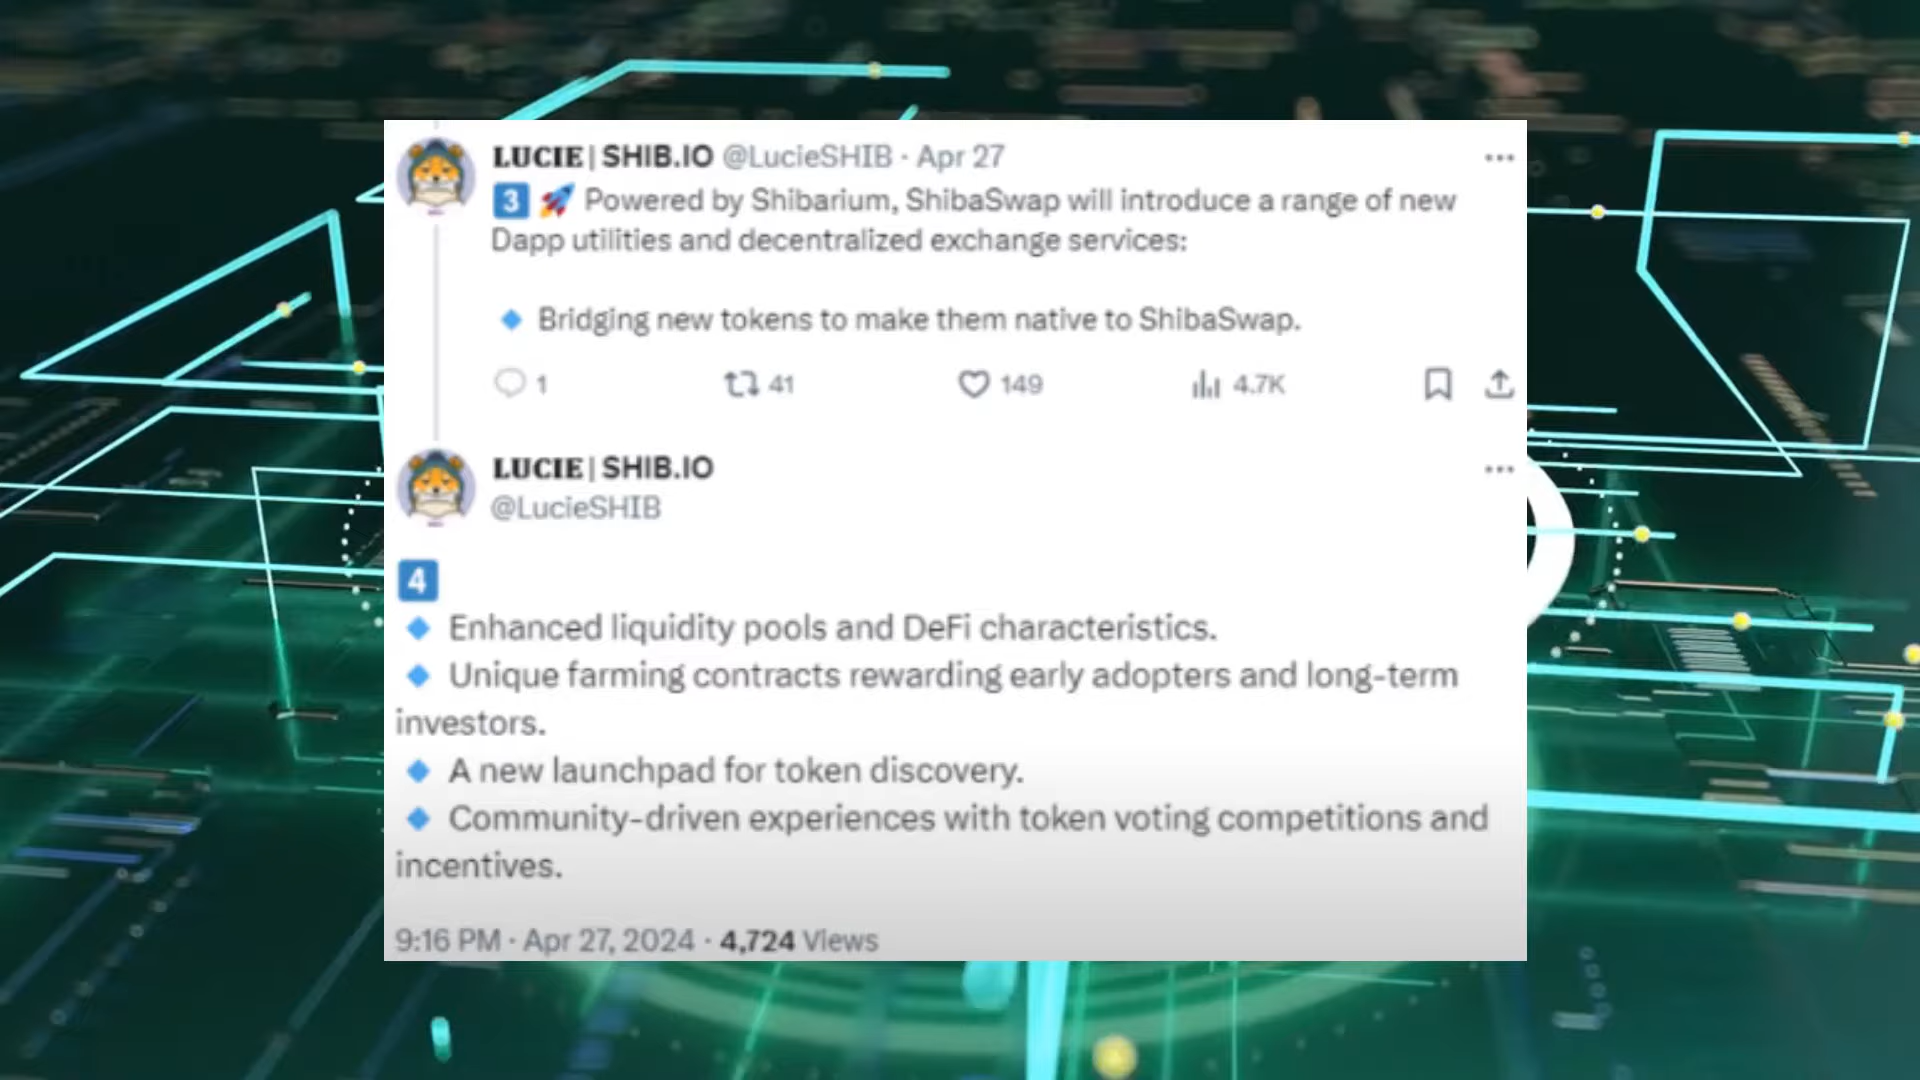 LUCIE | SHIB.IO @LucieSHIB · Apr 27
3 🚀 Powered by Shibarium, ShibaSwap will introduce a range of new
Dapp utilities and decentralized exchange services:
🔹 Bridging new tokens to make them native to ShibaSwap.
1 41 149 4.7K
LUCIE | SHIB.IO
@LucieSHIB
4
🔹 Enhanced liquidity pools and DeFi characteristics.
🔹 Unique farming contracts rewarding early adopters and long-term
investors.
🔹 A new launchpad for token discovery.
🔹 Community-driven experiences with token voting competitions and
incentives.
9:16 PM · Apr 27, 2024 · 4,724 Views